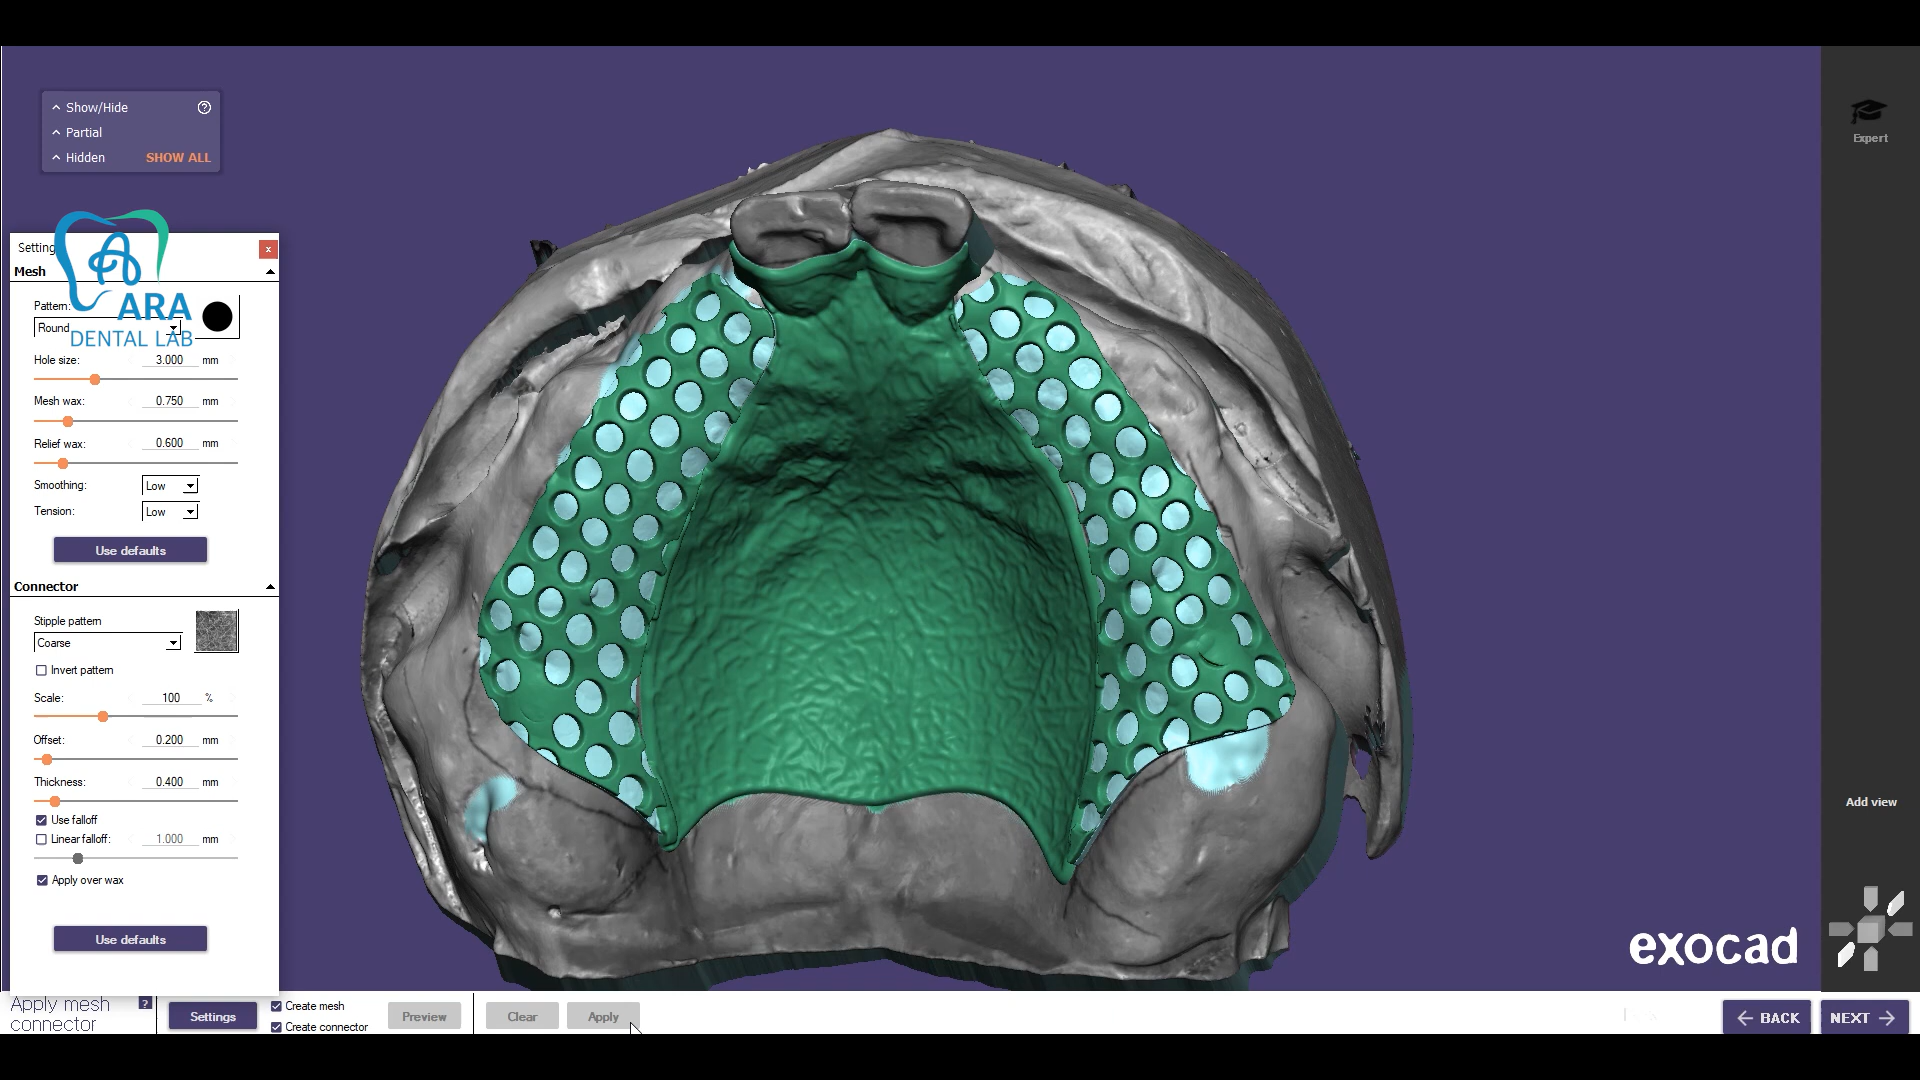 Show/Hide
Partial
Hidden SHOW ALL
Expert
Setting
Mesh
ARA
DENTAL LAB
Pattern:
Round
Hole size: 3.000 mm
Mesh wax: 0.750 mm
Relief wax: 0.600 mm
Smoothing: Low
Tension: Low
Use defaults
Connector
Stipple pattern
Coarse
Invert pattern
Scale: 100 %
Offset: 0.200 mm
Thickness: 0.400 mm
Use falloff
Linear falloff: 1.000 mm
Apply over wax
Use defaults
Add view
exocad
Apply mesh
connector
?
Settings
Create mesh
Create connector
Preview
Clear
Apply
BACK
NEXT